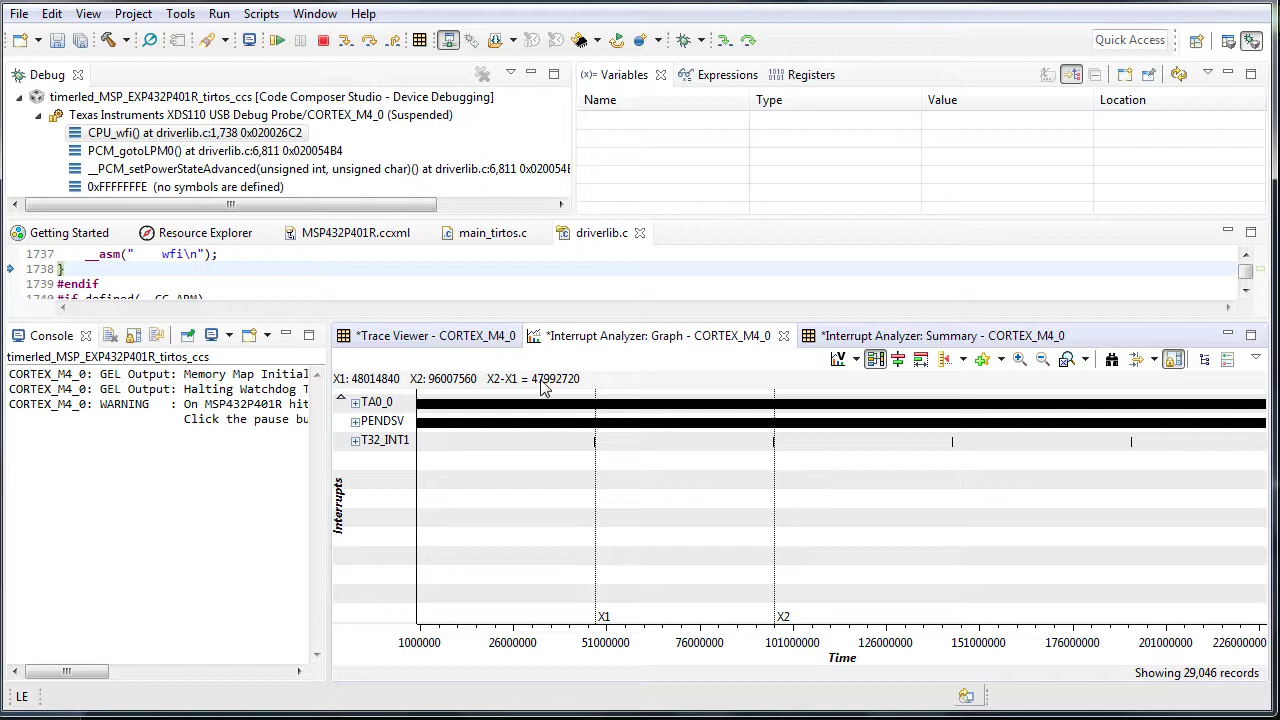 File Edit View Project Tools Run Scripts Window Help
Quick Access
Debug
timerled_MSP_EXP432P401R_tirtos_ccs [Code Composer Studio - Device Debugging]
Texas Instruments XDS110 USB Debug Probe/CORTEX_M4_0 (Suspended)
CPU_wfi() at driverlib.c:1,738 0x020026C2
PCM_gotoLPM0() at driverlib.c:6,811 0x020054B4
__PCM_setPowerStateAdvanced(unsigned int, unsigned char)() at driverlib.c:6,811 0x020054B
0xFFFFFFFE (no symbols are defined)
(x)= Variables Expressions 1010 0101 Registers
Name Type Value Location
Getting Started Resource Explorer MSP432P401R.ccxml main_tirtos.c driverlib.c
1737 __asm(" wfi\n");
1738 }
1739 #endif
Console
timerled_MSP_EXP432P401R_tirtos_ccs
CORTEX_M4_0: GEL Output: Memory Map Initial
CORTEX_M4_0: GEL Output: Halting Watchdog T
CORTEX_M4_0: WARNING : On MSP432P401R hit
Click the pause bu
*Trace Viewer - CORTEX_M4_0 *Interrupt Analyzer: Graph - CORTEX_M4_0 *Interrupt Analyzer: Summary - CORTEX_M4_0
X1: 48014840 X2: 96007560 X2-X1 = 47992720
TA0_0
PENDSV
T32_INT1
Interrupts
X1 X2
1000000 26000000 51000000 76000000 101000000 126000000 151000000 176000000 201000000 226000000
Time
Showing 29,046 records
LE